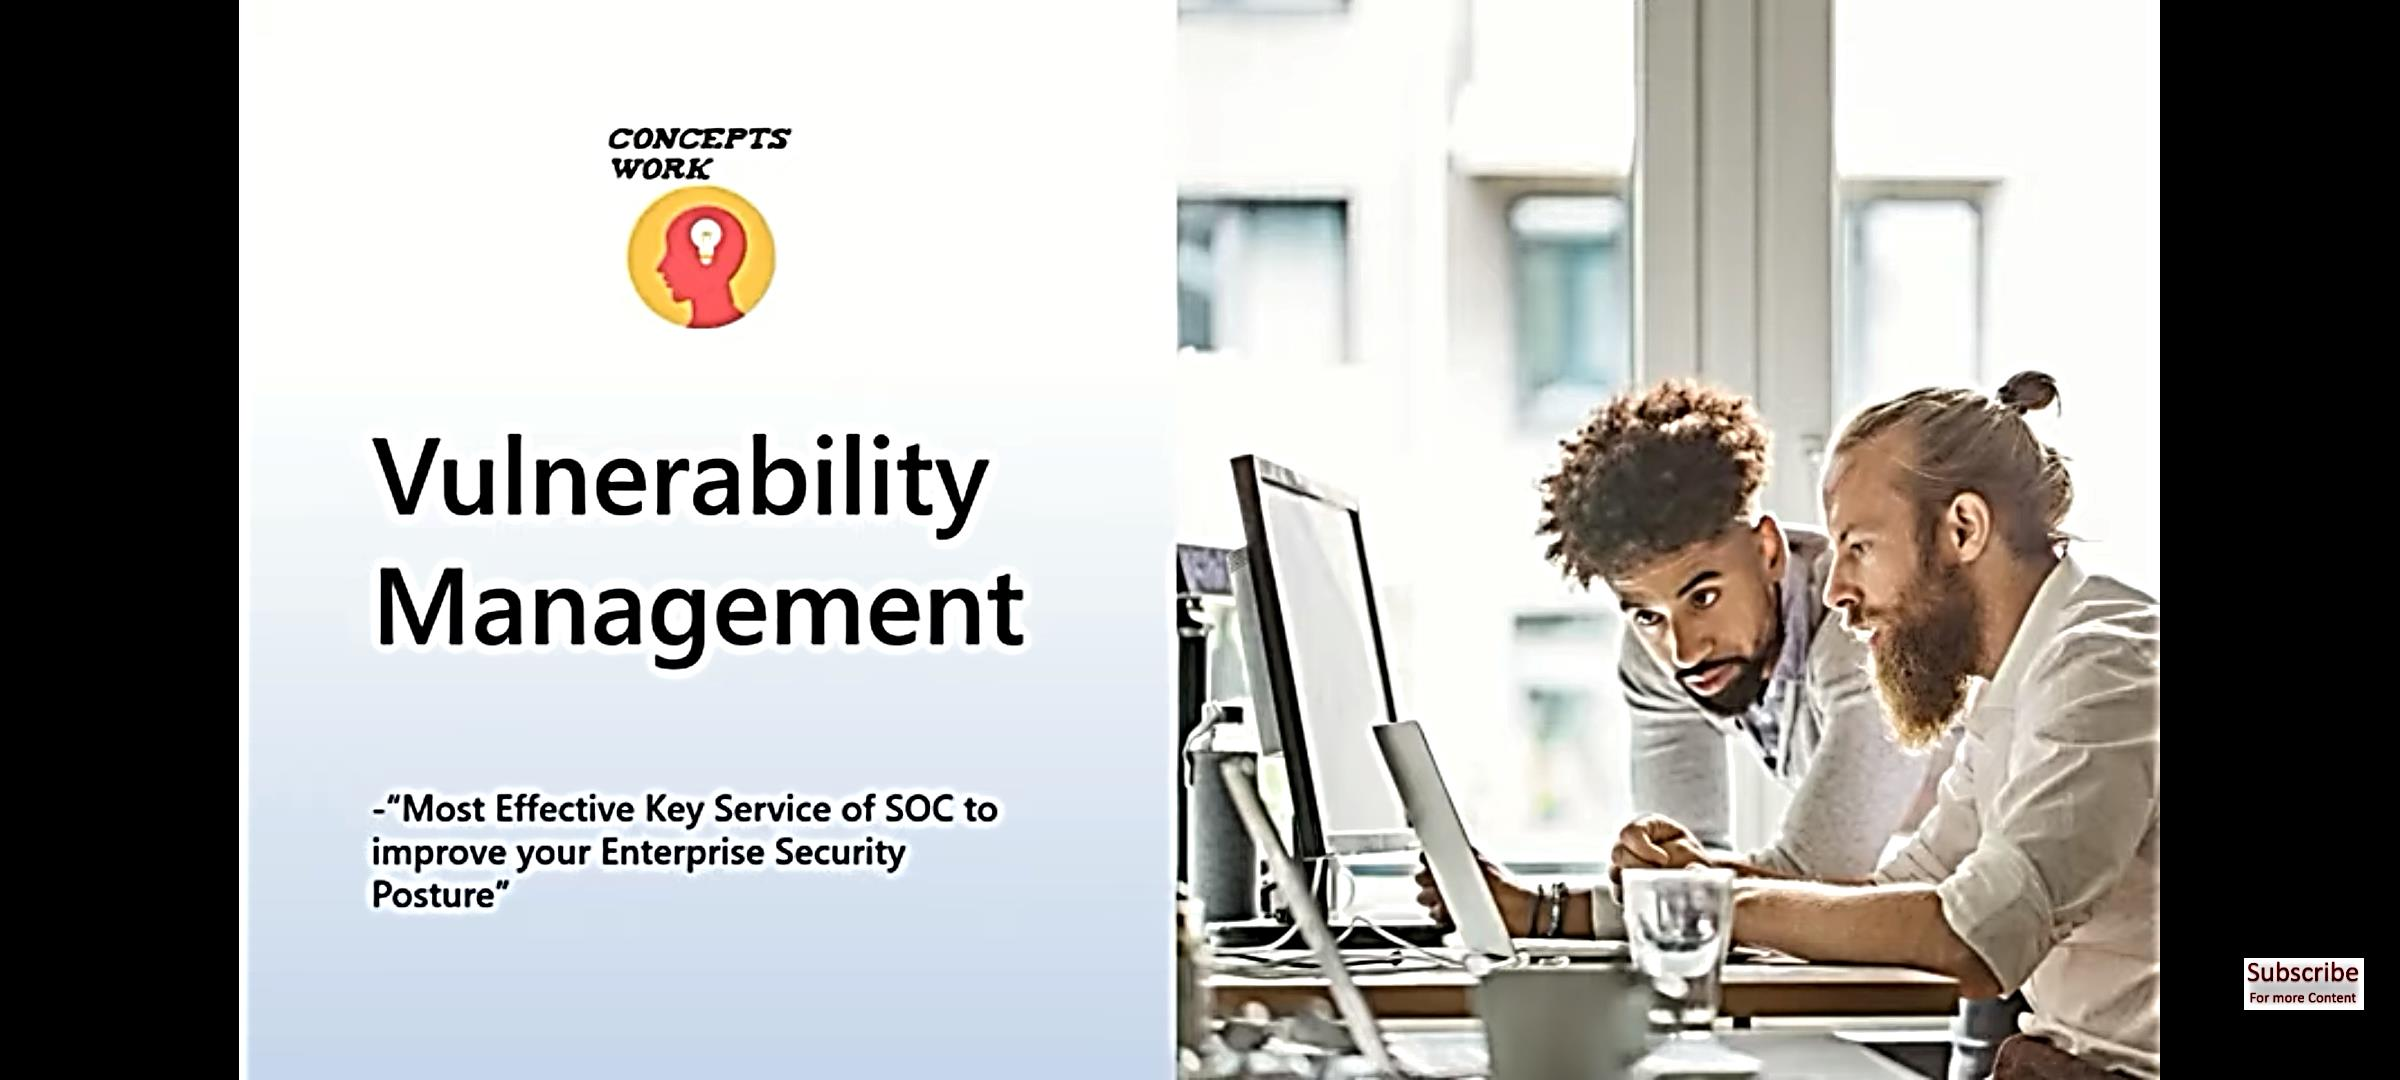 CONCEPTS
WORK
Vulnerability
Management
-“Most Effective Key Service of SOC to
improve your Enterprise Security
Posture”
Subscribe
For more Content